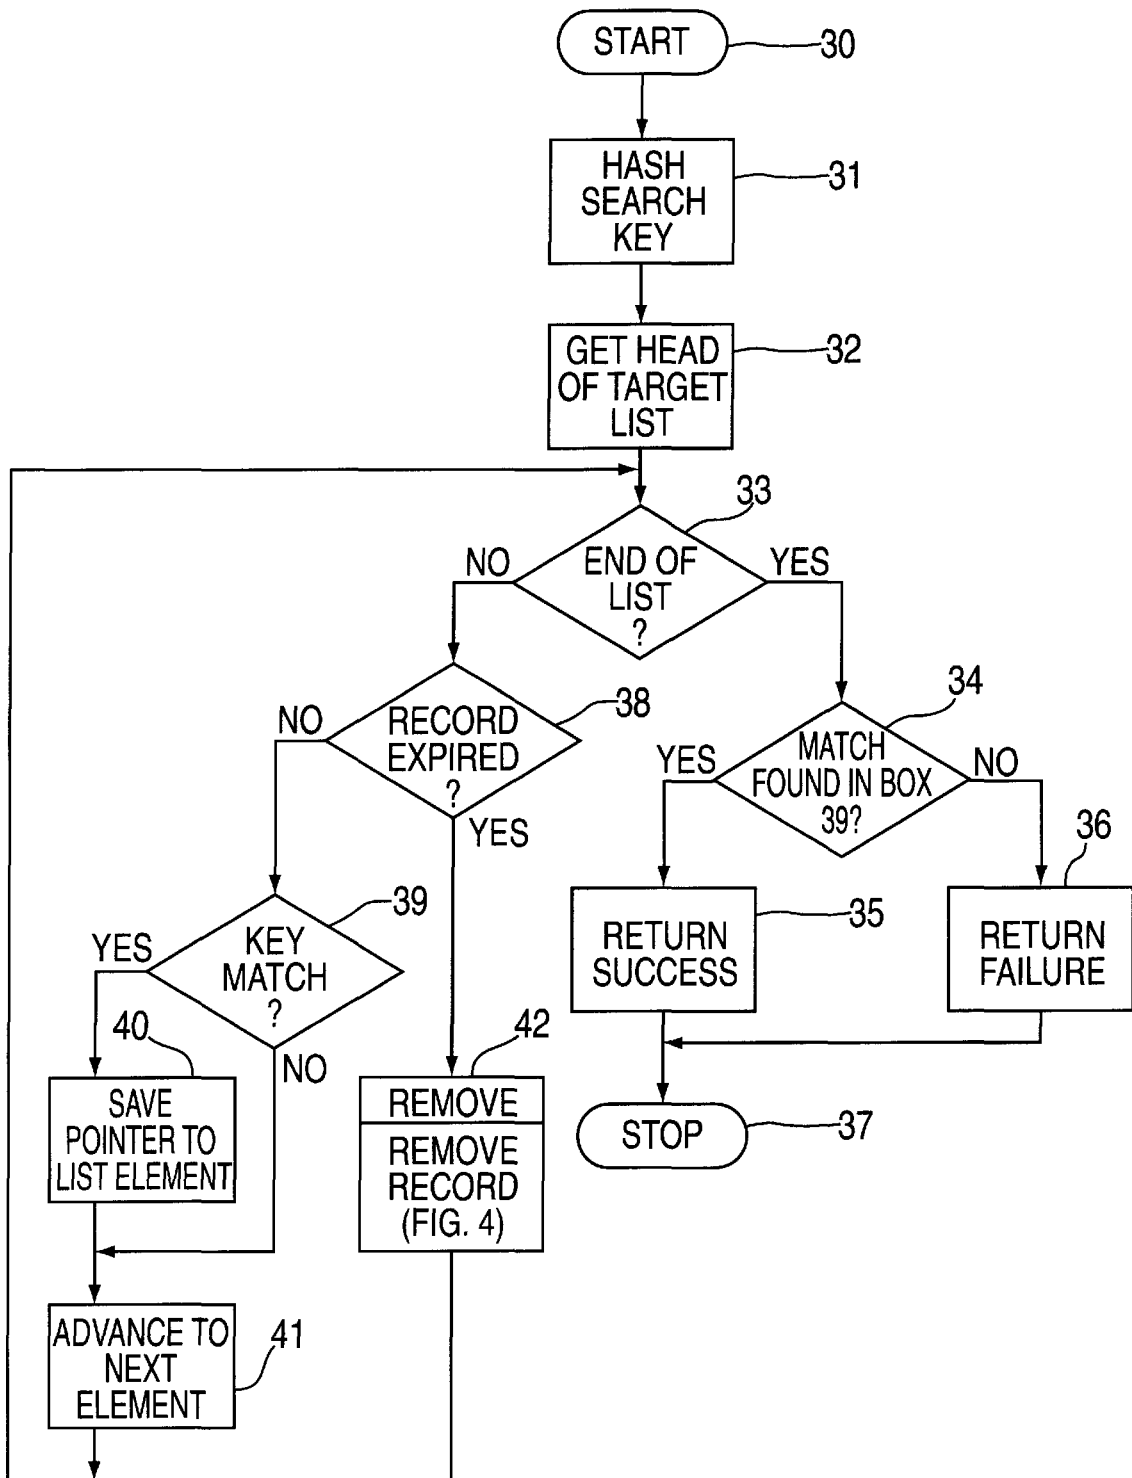 START
30
HASH
SEARCH
KEY
31
GET HEAD
OF TARGET
LIST
32
33
NO
END OF
LIST
?
YES
NO
RECORD
EXPIRED
?
38
YES
34
YES
MATCH
FOUND IN BOX
39?
NO
39
YES
KEY
MATCH
?
NO
35
RETURN
SUCCESS
36
RETURN
FAILURE
40
SAVE
POINTER TO
LIST ELEMENT
42
REMOVE
REMOVE
RECORD
(FIG. 4)
STOP
37
ADVANCE TO
NEXT
ELEMENT
41